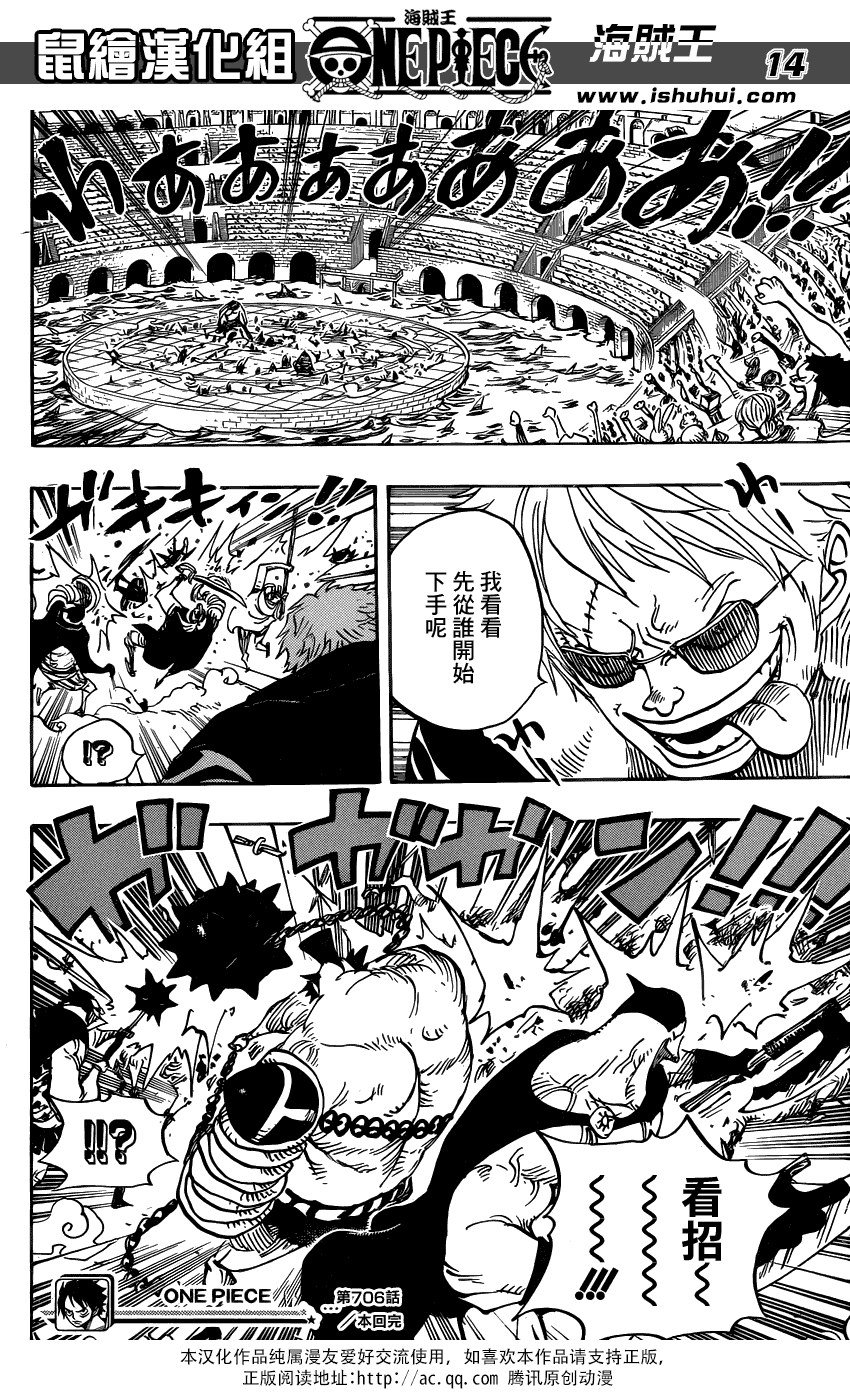 鼠繪漢化組
海賊王
ONE PIECE
海賊王
14
www.ishuhui.com
わあああああああ!!!
わ
我看看
先從誰開始
下手呢
わっ
ガキキィン!!
!?
ガガガン!!!
!!?
看招~~~!!!
ONE PIECE
第706話
／本回完
本汉化作品纯属漫友爱好交流使用，如喜欢本作品请支持正版，
正版阅读地址:http://ac.qq.com 腾讯原创动漫